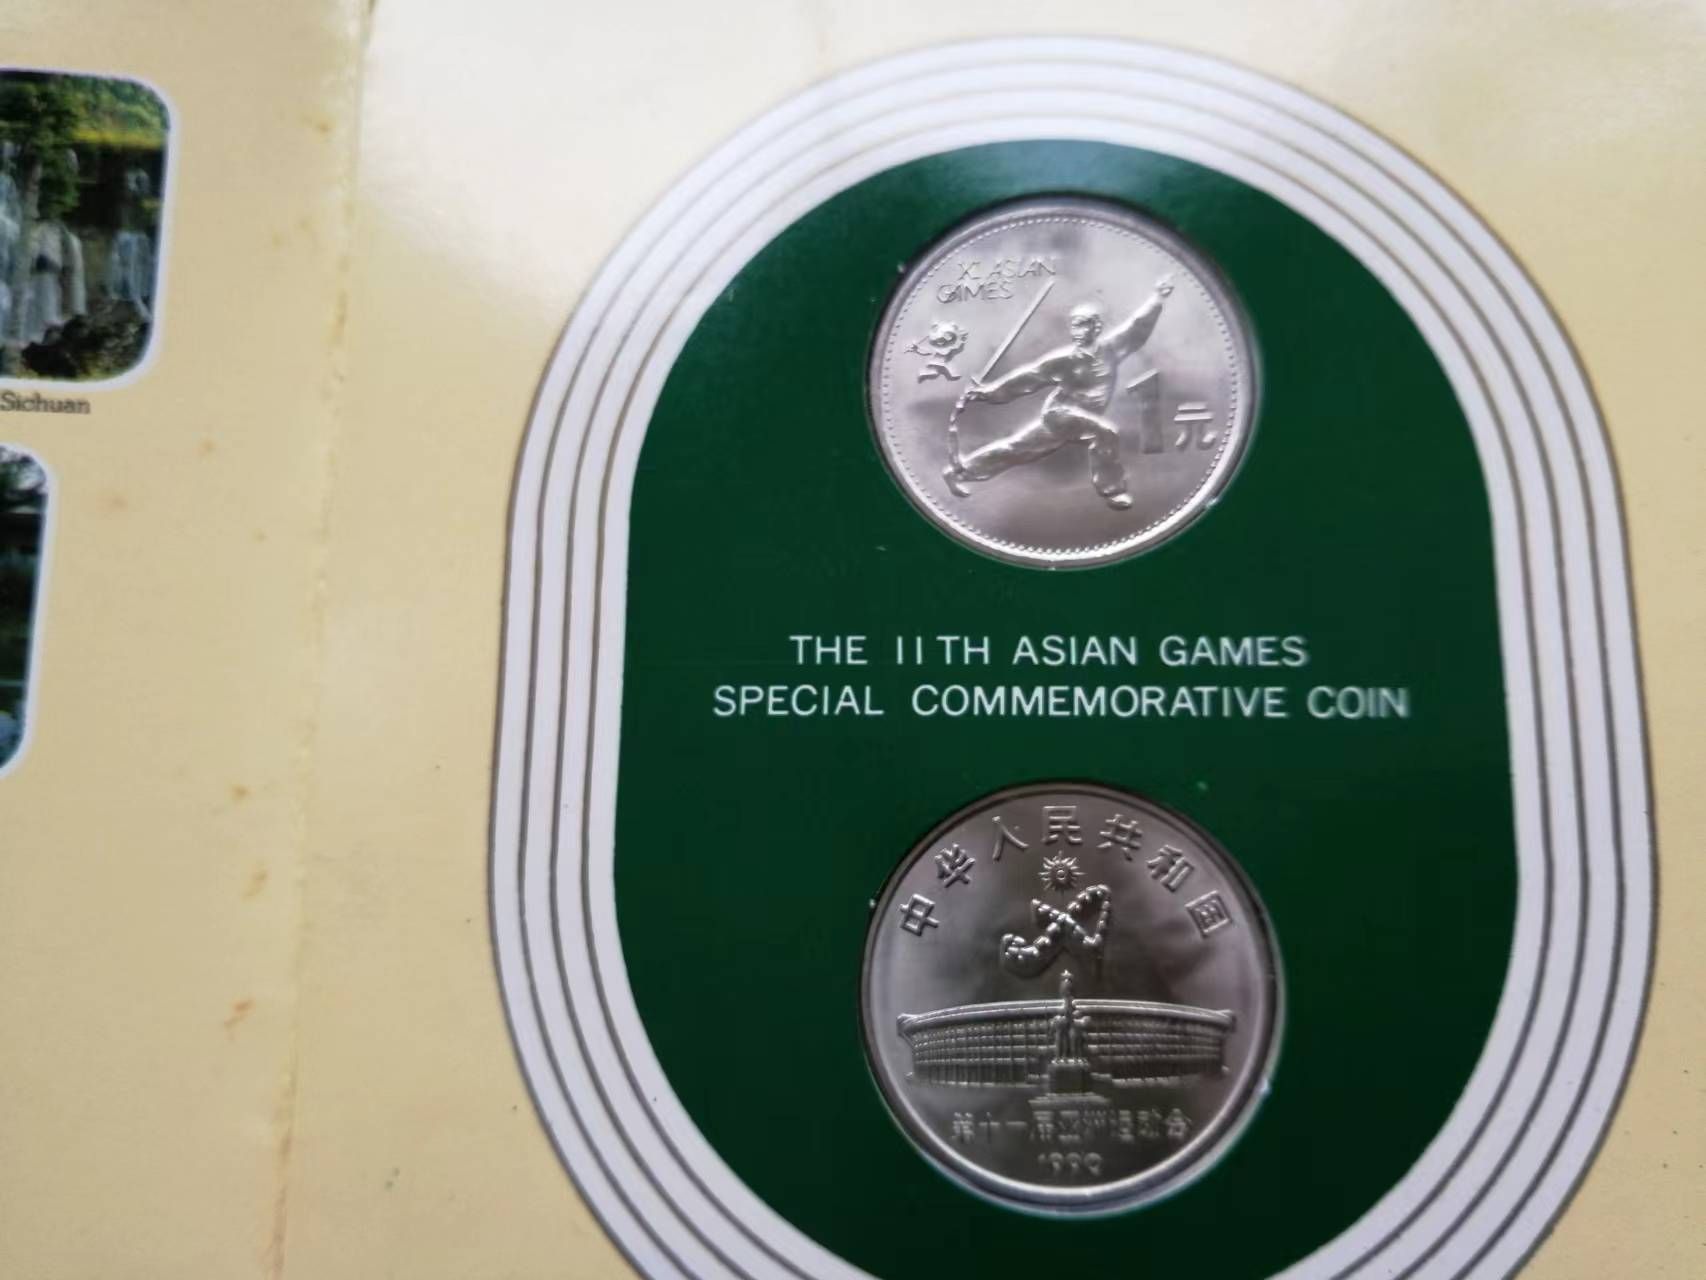 Sichuan
XI ASIAN
GAMES
1元
THE 11TH ASIAN GAMES
SPECIAL COMMEMORATIVE COIN
中华人民共和国
第十一届亚洲运动会
1990